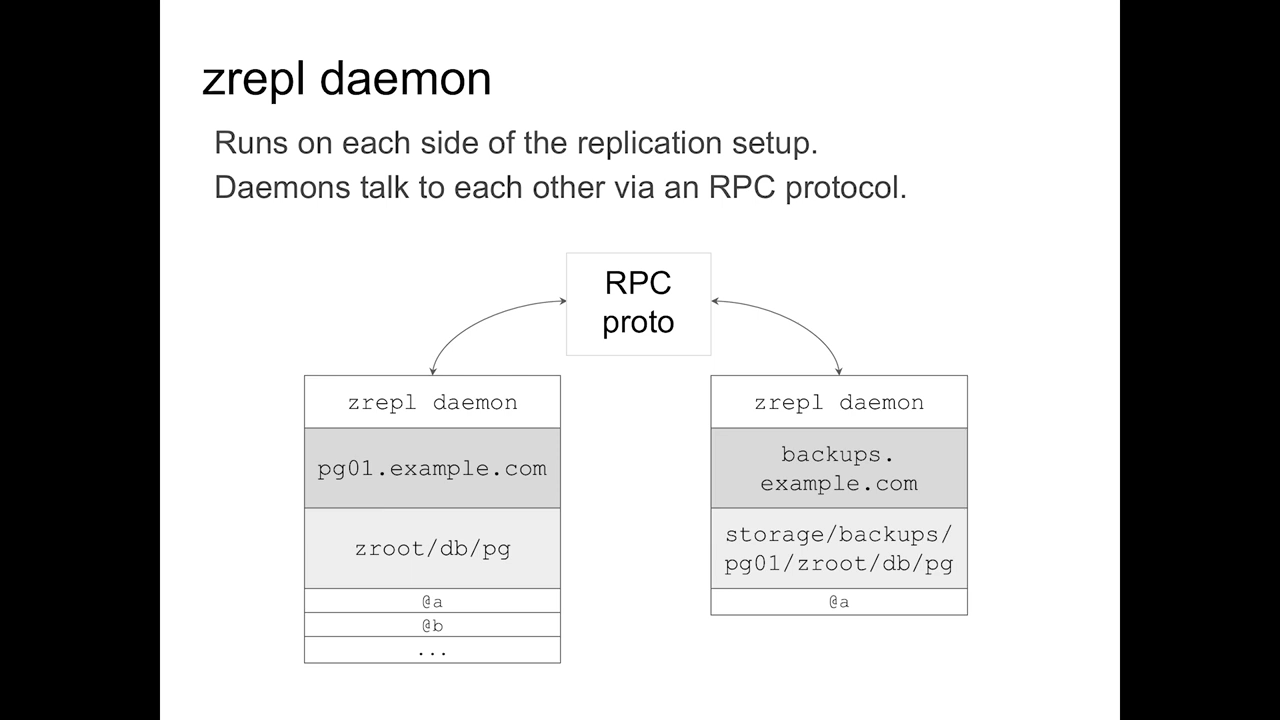 zrepl daemon
Runs on each side of the replication setup.
Daemons talk to each other via an RPC protocol.
RPC
proto
zrepl daemon
pg01.example.com
zroot/db/pg
@a
@b
...
zrepl daemon
backups.
example.com
storage/backups/
pg01/zroot/db/pg
@a